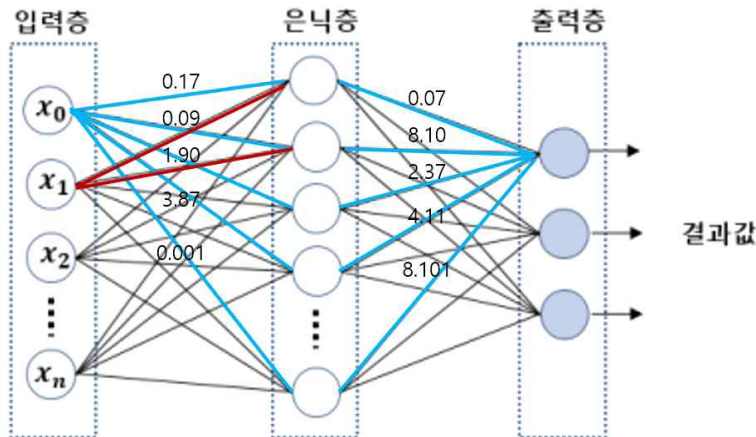 입력층
은닉층
출력층
x₀
x₁
x₂
xₙ
0.17
0.09
1.90
3.87
0.001
0.07
8.10
2.37
4.11
8.101
결과값